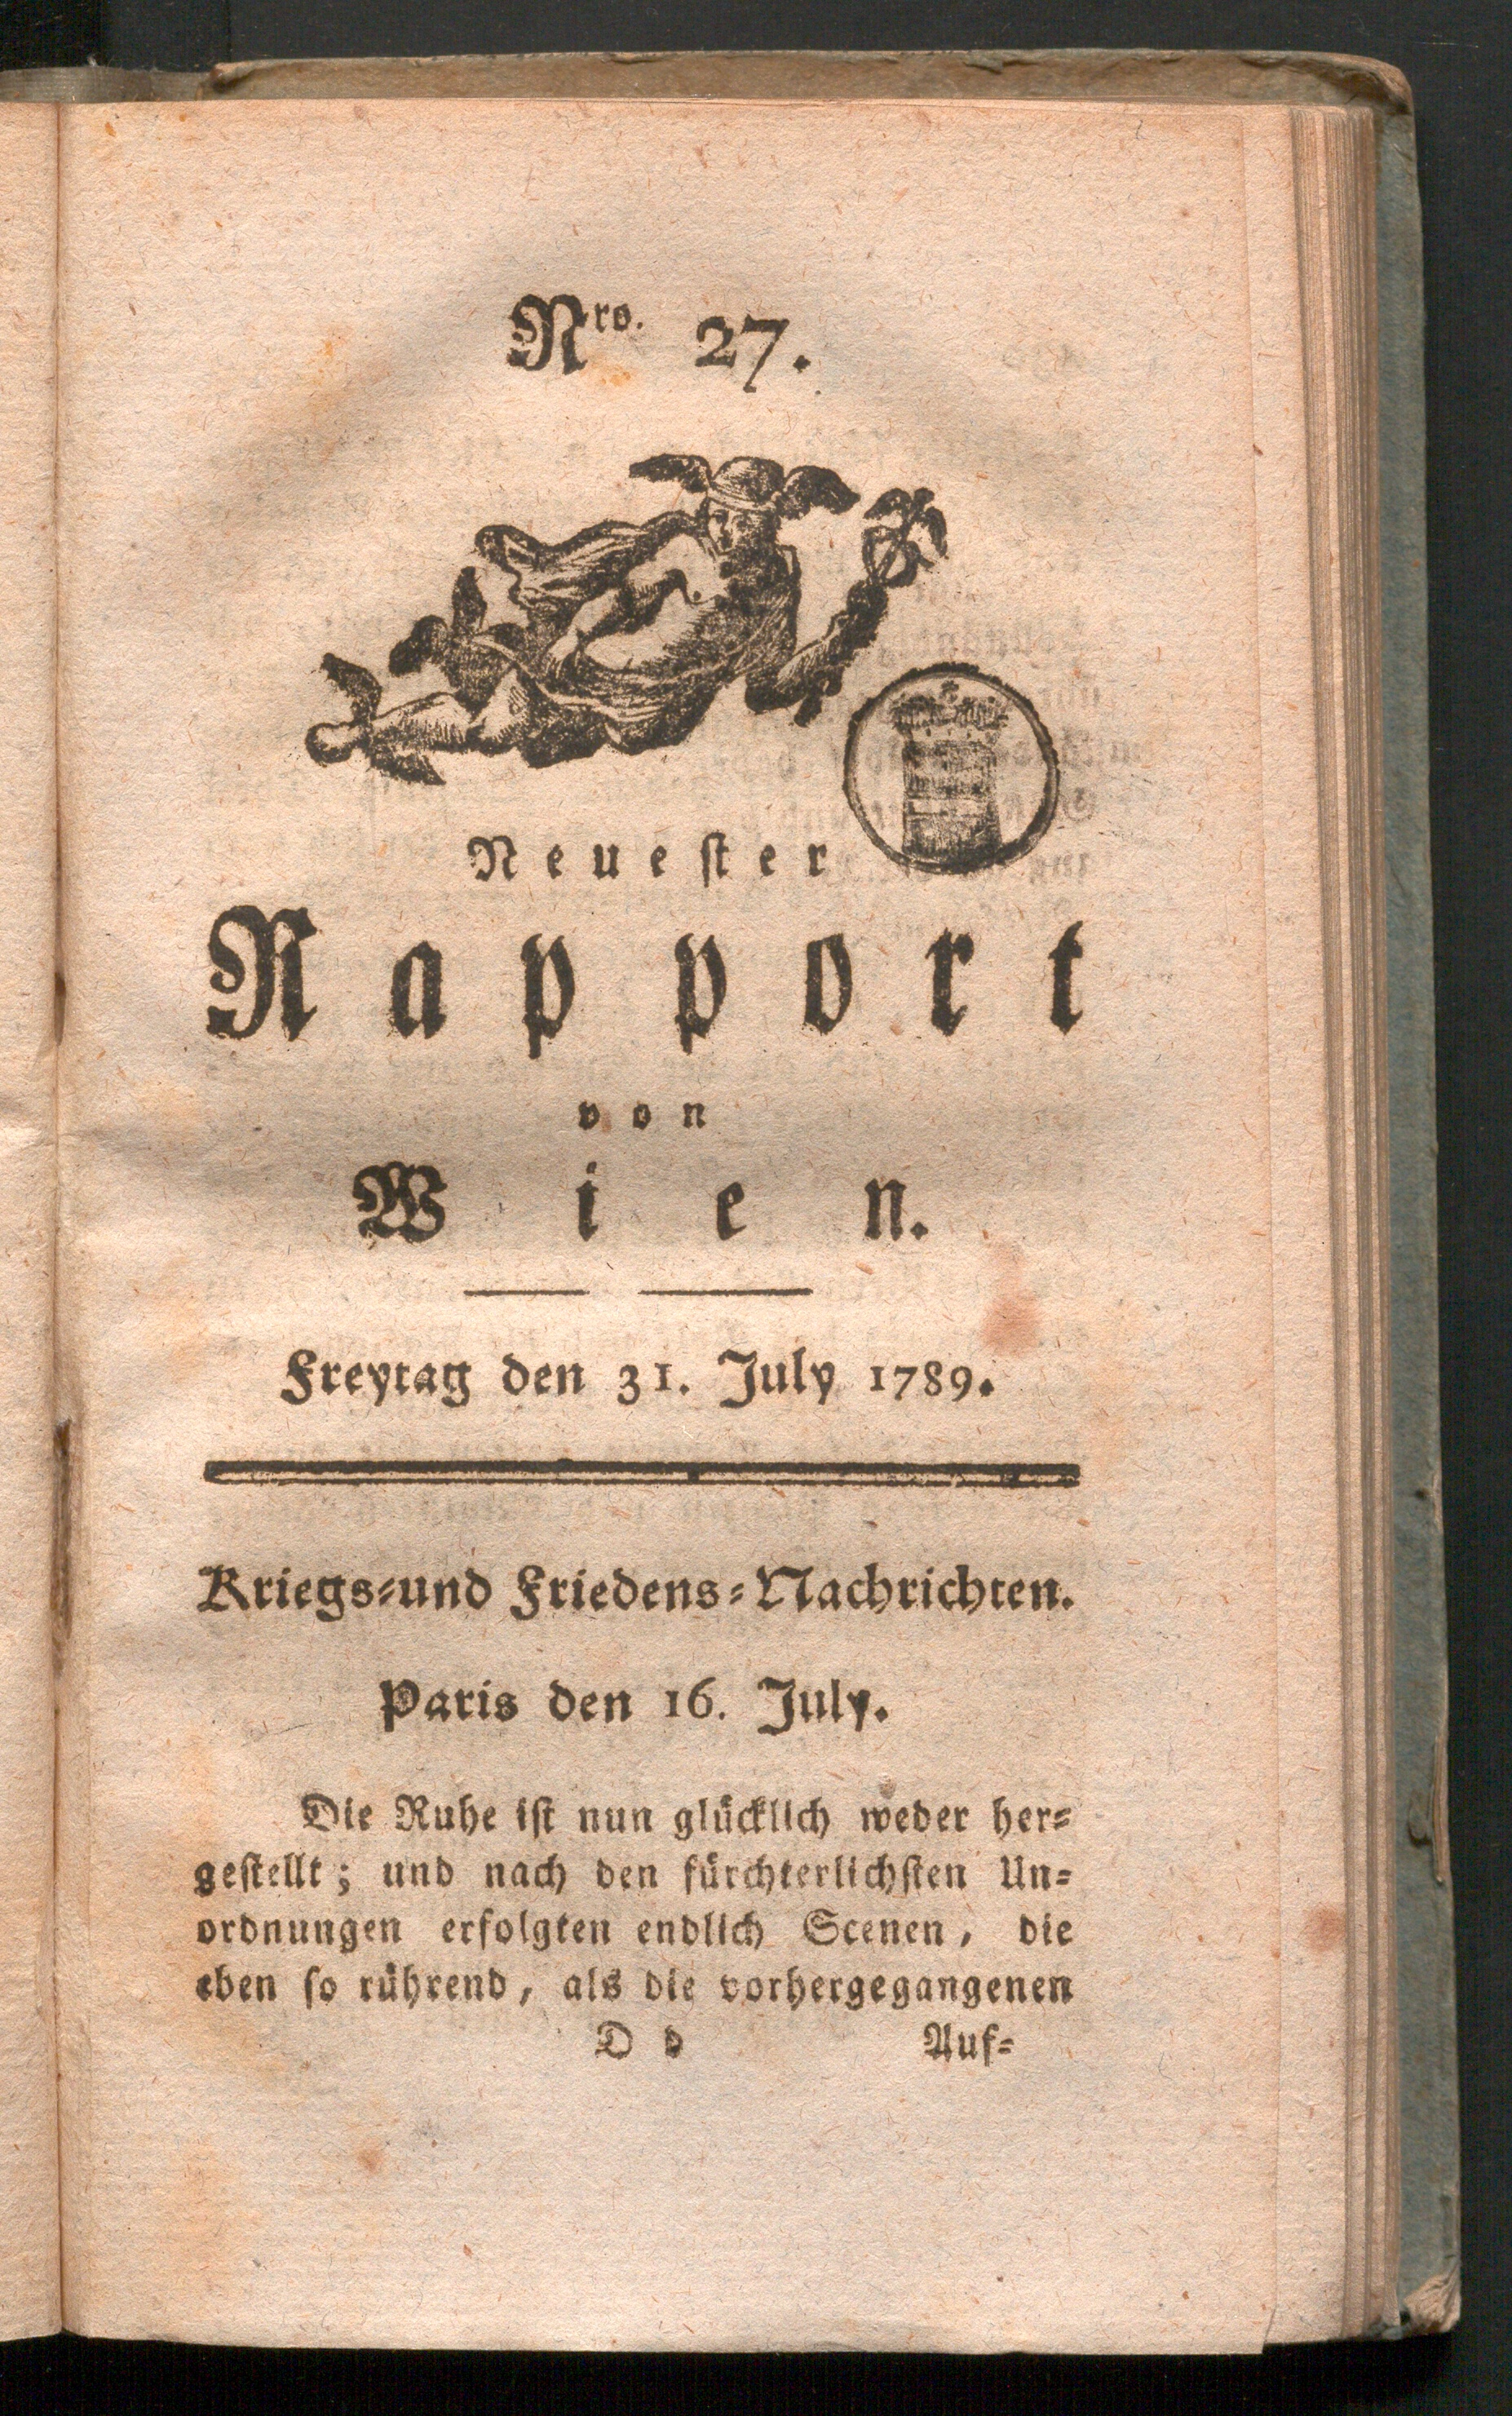 Nro. 27.
Neuester
Rapport
von
Wien.
Freytag den 31. July 1789.
Kriegs-und Friedens-Nachrichten.
Paris den 16. July.
Die Ruhe ist nun glücklich weder her-
gestellt; und nach den fürchterlichsten Un-
ordnungen erfolgten endlich Scenen, die
eben so rührend, als die vorhergegangenen
D d Auf-